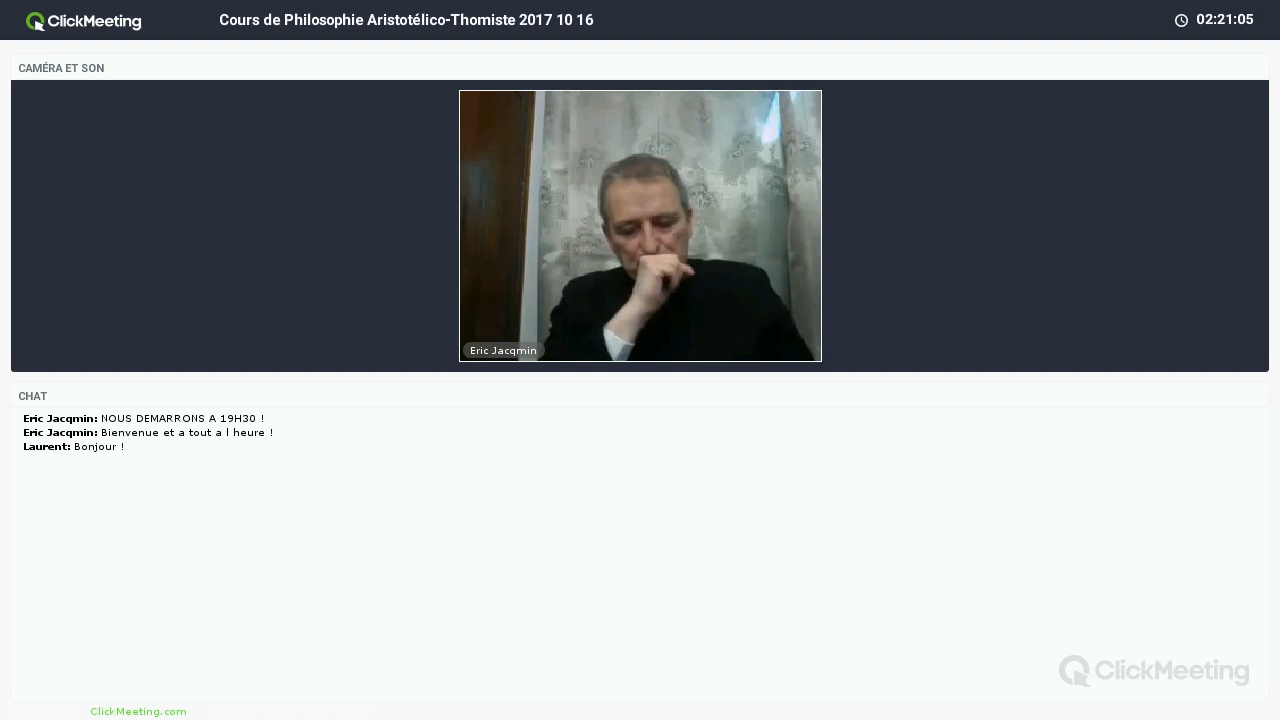 ClickMeeting
Cours de Philosophie Aristotélico-Thomiste 2017 10 16
02:21:05
CAMÉRA ET SON
Eric Jacqmin
CHAT
Eric Jacqmin: NOUS DEMARRONS A 19H30 !
Eric Jacqmin: Bienvenue et a tout a l heure !
Laurent: Bonjour !
ClickMeeting
ClickMeeting.com